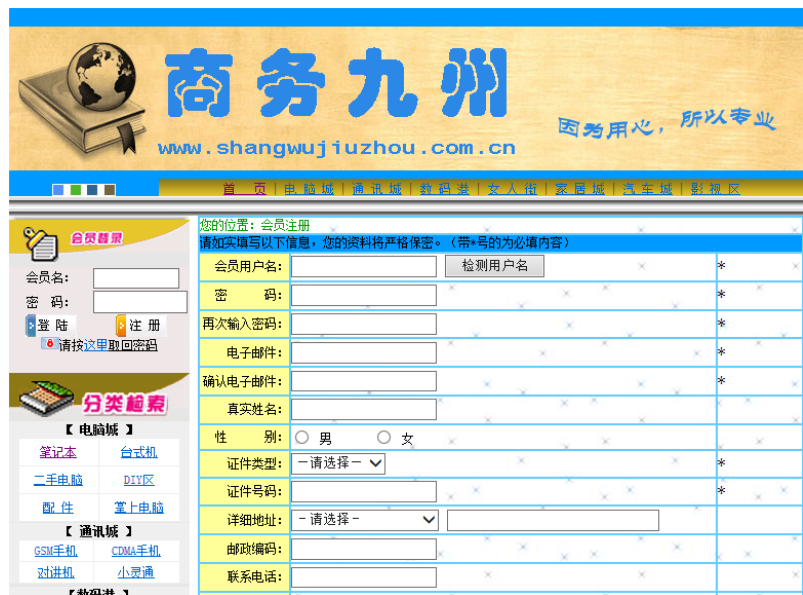 商务九州
www.shangwujiuzhou.com.cn
因为用心，所以专业
首 页 | 电脑城 | 通讯城 | 数码港 | 女人街 | 家居城 | 汽车城 | 影视区
会员登录
会员名：
密 码：
登 陆
注 册
请按这里取回密码
分类检索
【 电脑城 】
笔记本 台式机
二手电脑 DIY区
配 件 掌上电脑
【 通讯城 】
GSM手机 CDMA手机
对讲机 小灵通
【数码港 】
您的位置：会员注册
请如实填写以下信息，您的资料将严格保密。（带*号的为必填内容）
会员用户名： 检测用户名 *
密 码： *
再次输入密码： *
电子邮件： *
确认电子邮件： *
真实姓名：
性 别： 男 女
证件类型： －请选择－ *
证件号码： *
详细地址： －请选择－
邮政编码：
联系电话：